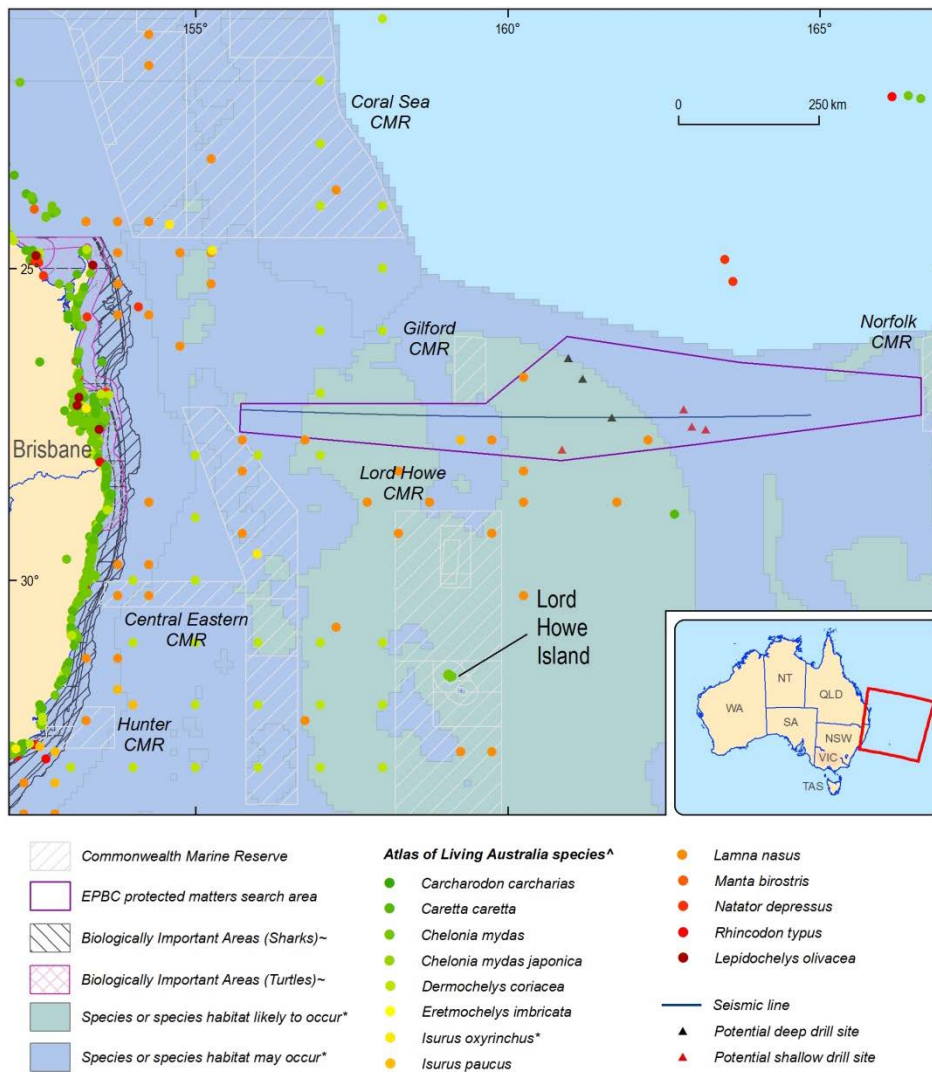 155°
160°
165°
Coral Sea
CMR
0
250 km
25°
Gilford
CMR
Norfolk
CMR
Brisbane
Lord Howe
CMR
30°
Central Eastern
CMR
Lord
Howe
Island
Hunter
CMR
NT
QLD
WA
SA
NSW
VIC
TAS
Commonwealth Marine Reserve
EPBC protected matters search area
Biologically Important Areas (Sharks)~
Biologically Important Areas (Turtles)~
Species or species habitat likely to occur*
Species or species habitat may occur*
Atlas of Living Australia species^
Carcharodon carcharias
Caretta caretta
Chelonia mydas
Chelonia mydas japonica
Dermochelys coriacea
Eretmochelys imbricata
Isurus oxyrinchus*
Isurus paucus
Lamna nasus
Manta birostris
Natator depressus
Rhincodon typus
Lepidochelys olivacea
Seismic line
Potential deep drill site
Potential shallow drill site